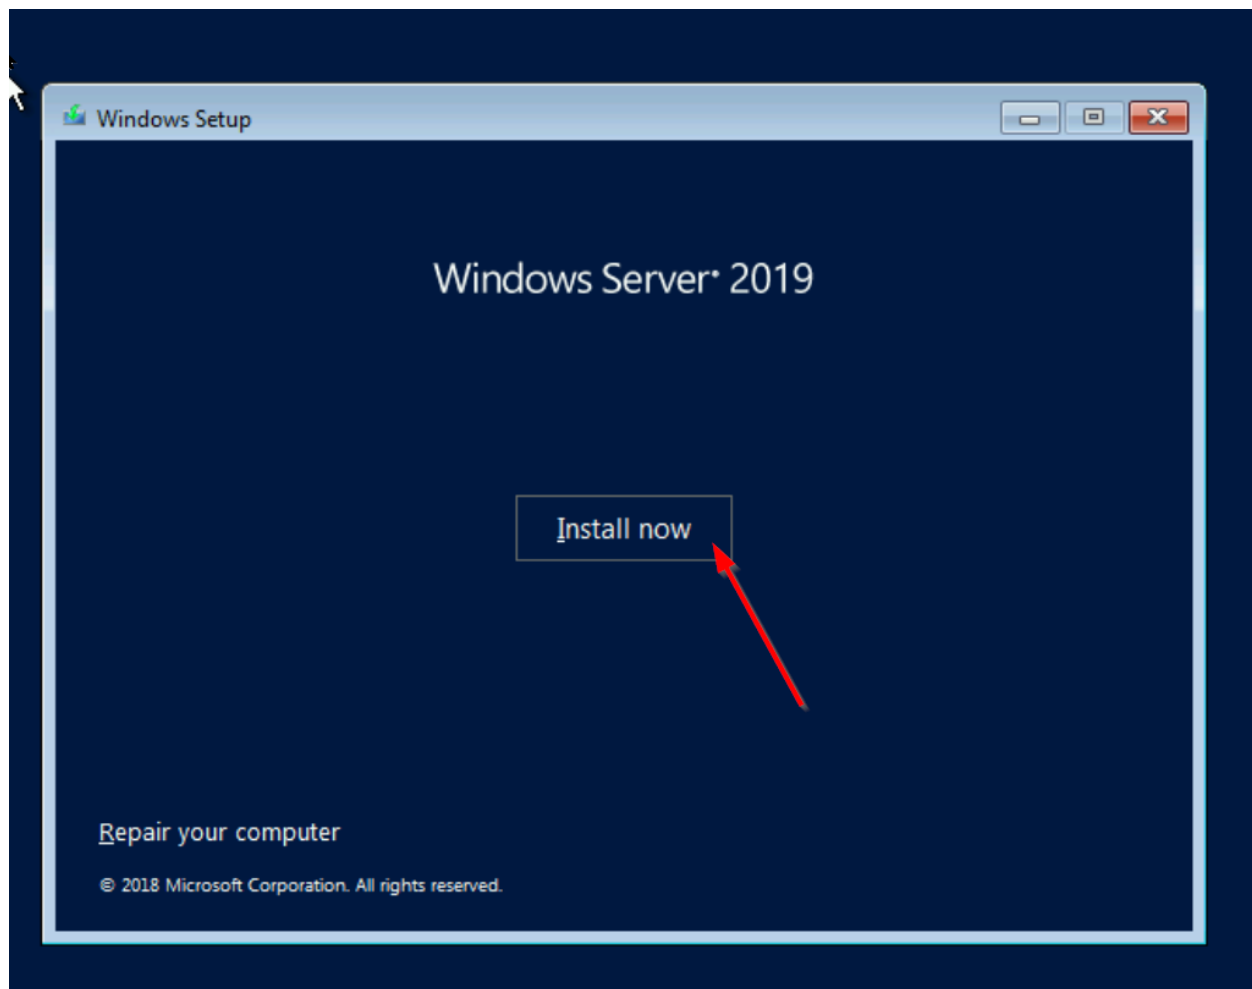 Windows Setup
Windows Server® 2019
Install now
Repair your computer
© 2018 Microsoft Corporation. All rights reserved.